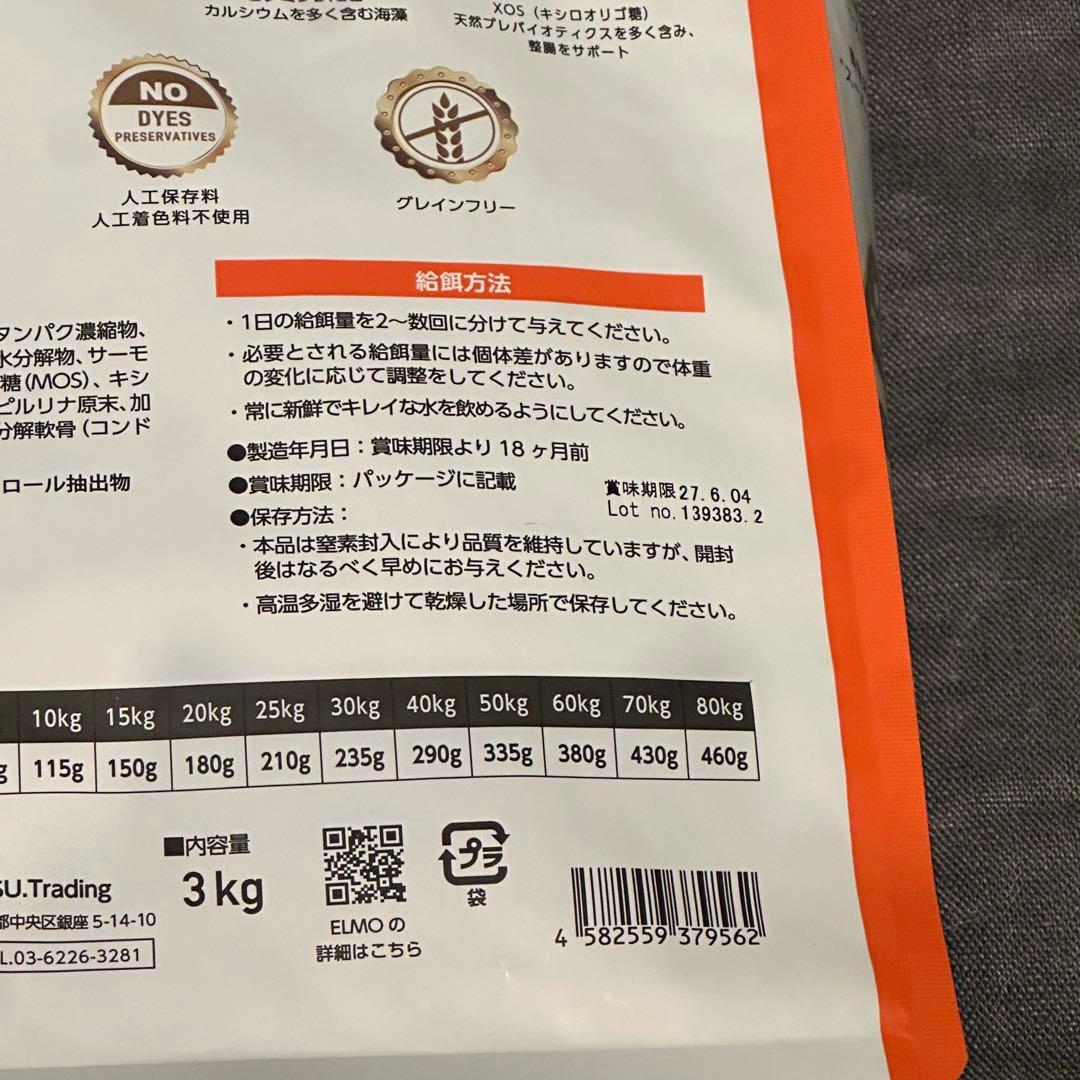 カルシウムを多く含む海藻
XOS（キシロオリゴ糖）
天然プレバイオティクスを多く含み、
整腸をサポート
NO
DYES
PRESERVATIVES
人工保存料
人工着色料不使用
グレインフリー
タンパク濃縮物、
水分解物、サーモ
糖（MOS）、キシ
ピルリナ原末、加
分解軟骨（コンド
ロール抽出物
給餌方法
・1日の給餌量を2〜数回に分けて与えてください。
・必要とされる給餌量には個体差がありますので体重
の変化に応じて調整をしてください。
・常に新鮮でキレイな水を飲めるようにしてください。
●製造年月日：賞味期限より 18 ヶ月前
●賞味期限：パッケージに記載
賞味期限27.6.04
Lot no.139383.2
●保存方法：
・本品は窒素封入により品質を維持していますが、開封
後はなるべく早めにお与えください。
・高温多湿を避けて乾燥した場所で保存してください。
10kg 15kg 20kg 25kg 30kg 40kg 50kg 60kg 70kg 80kg
g 115g 150g 180g 210g 235g 290g 335g 380g 430g 460g
U.Trading
都中央区銀座 5-14-10
L.03-6226-3281
■内容量
3kg
ELMO の
詳細はこちら
プラ
袋
4 582559 379562